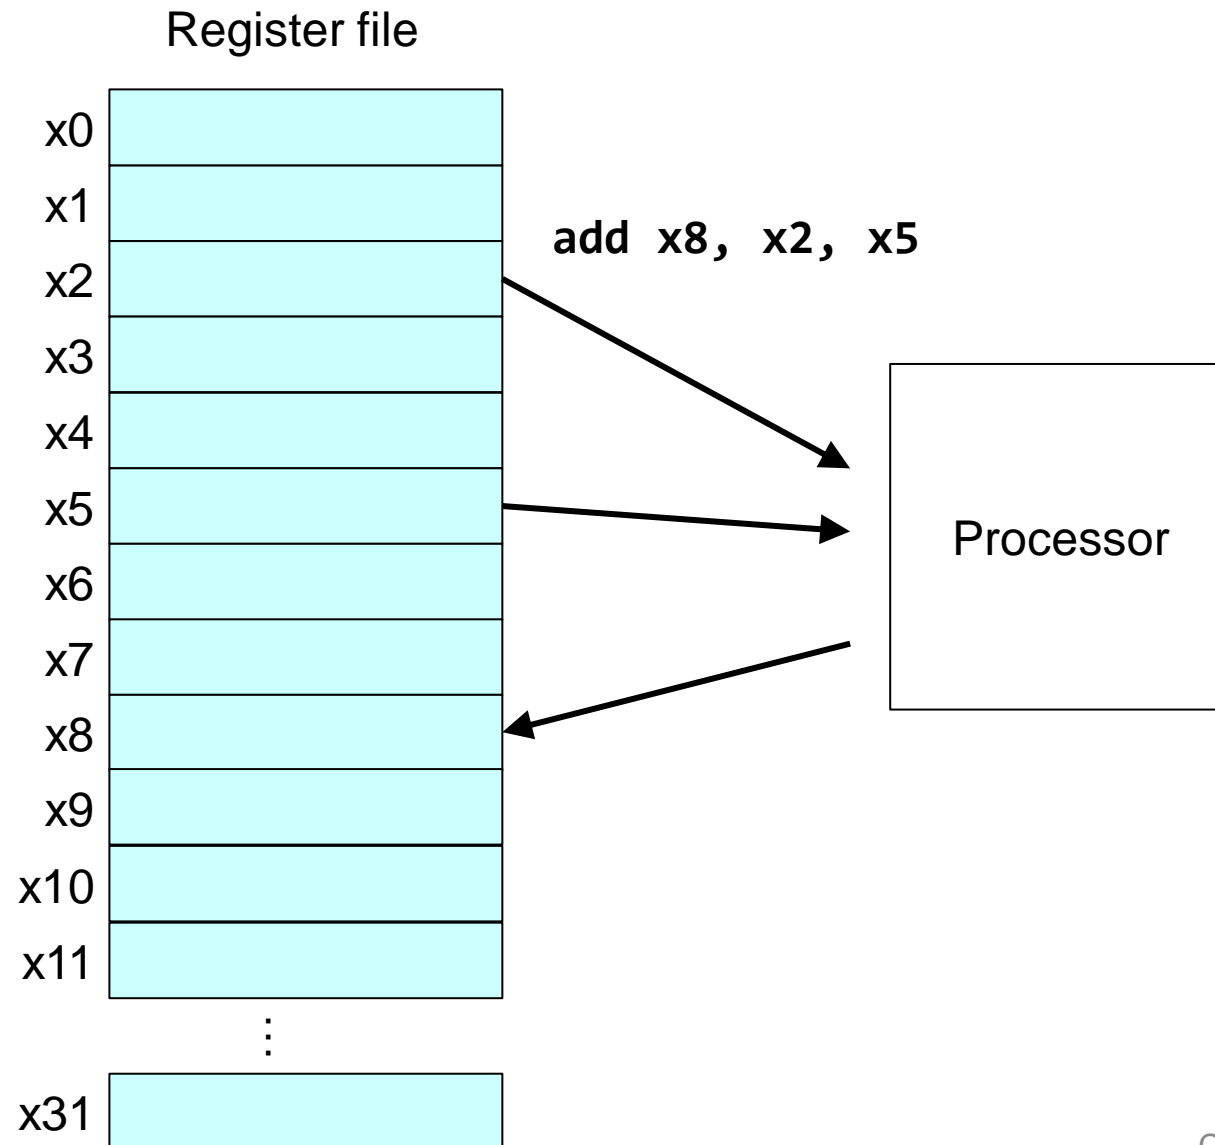 Register file
x0
x1
add x8, x2, x5
x2
x3
x4
x5
Processor
x6
x7
x8
x9
x10
x11
⋮
x31